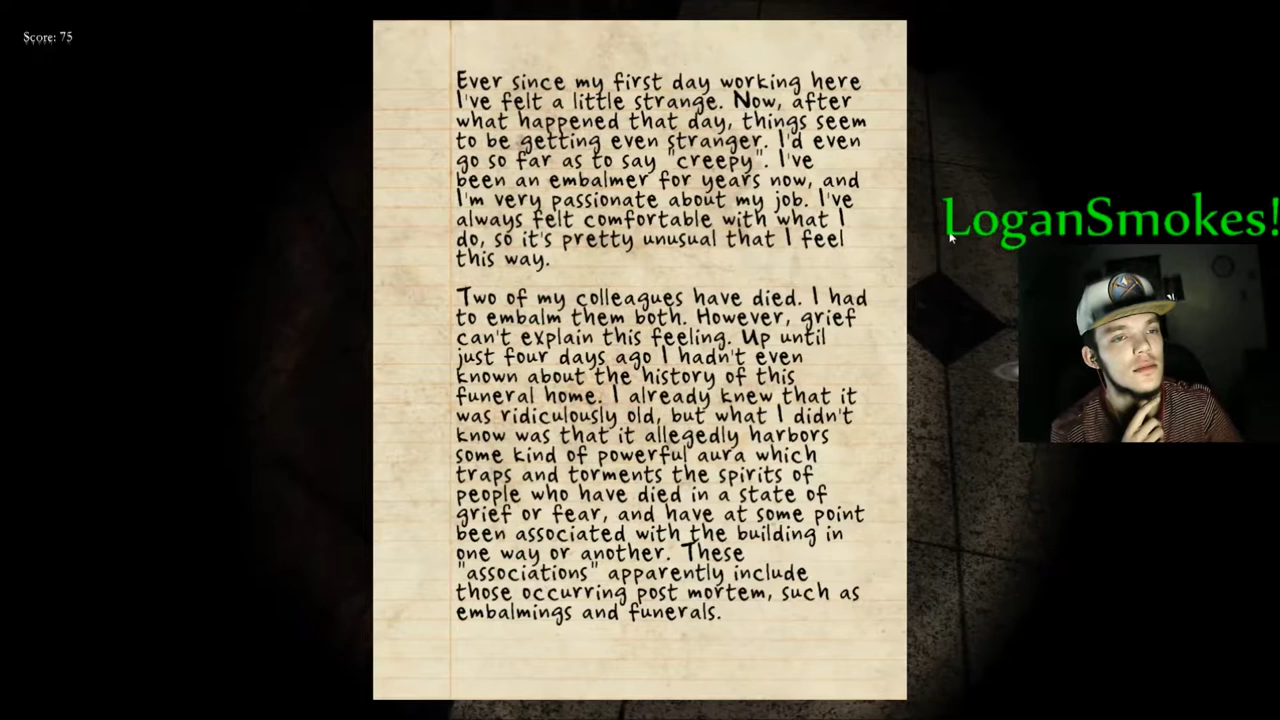 Score: 75
Ever since my first day working here
I've felt a little strange. Now, after
what happened that day, things seem
to be getting even stranger. I'd even
go so far as to say "creepy". I've
been an embalmer for years now, and
I'm very passionate about my job. I've
always felt comfortable with what I
do, so it's pretty unusual that I feel
this way.
Two of my colleagues have died. I had
to embalm them both. However, grief
can't explain this feeling. Up until
just four days ago I hadn't even
known about the history of this
funeral home. I already knew that it
was ridiculously old, but what I didn't
know was that it allegedly harbors
some kind of powerful aura which
traps and torments the spirits of
people who have died in a state of
grief or fear, and have at some point
been associated with the building in
one way or another. These
"associations" apparently include
those occurring post mortem, such as
embalmings and funerals.
LoganSmokes!